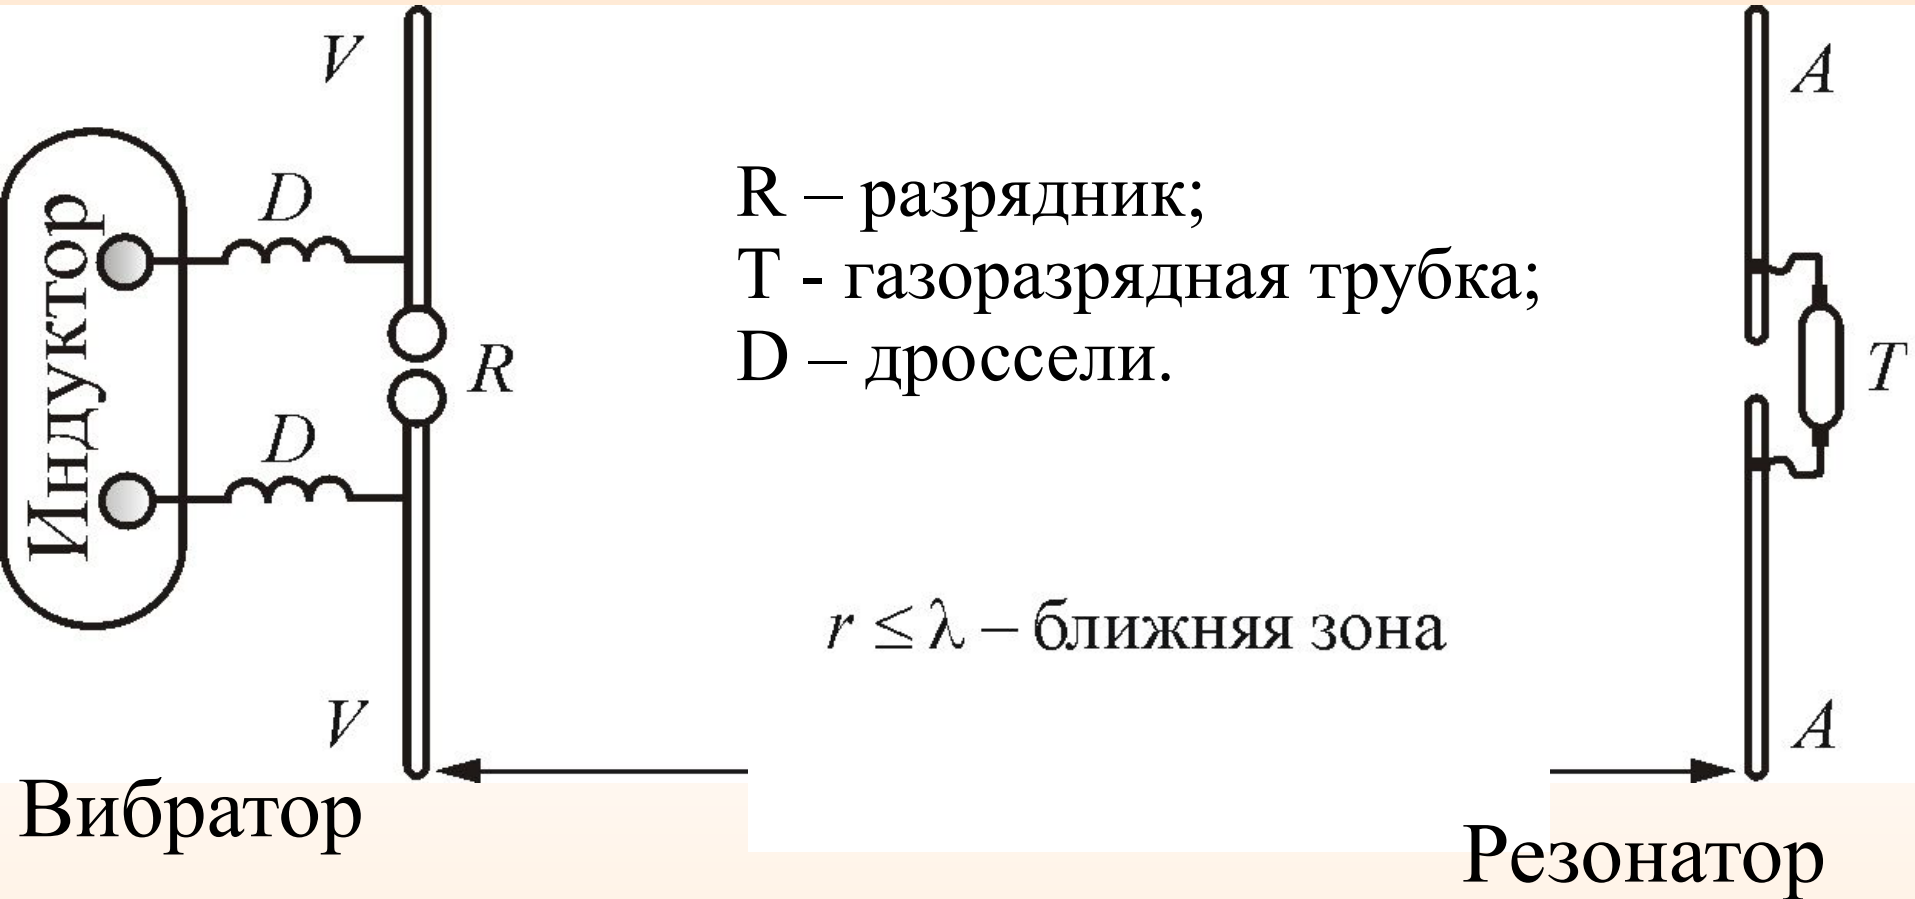 V
A
Индуктор
D
R – разрядник;
T - газоразрядная трубка;
D – дроссели.
R
T
D
r ≤ λ – ближняя зона
V
A
Вибратор
Резонатор